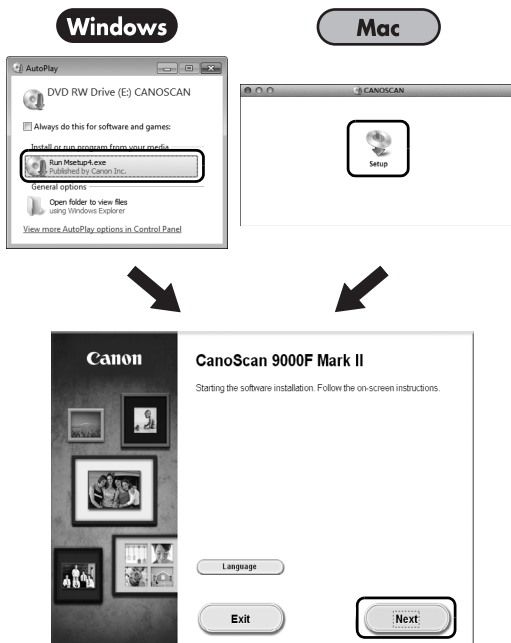 Windows
Mac
AutoPlay
DVD RW Drive (E:) CANOSCAN
Always do this for software and games:
Install or run program from your media
Run Msetup4.exe
Published by Canon Inc.
General options
Open folder to view files
using Windows Explorer
View more AutoPlay options in Control Panel
CANOSCAN
Setup
Canon
CanoScan 9000F Mark II
Starting the software installation. Follow the on-screen instructions.
Language
Exit
Next